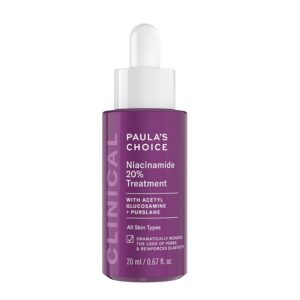 CLINICAL
PAULA'S
CHOICE
Niacinamide
20%
Treatment
WITH ACETYL
GLUCOSAMINE
+ PURSLANE
All Skin Types
DRAMATICALLY REDUCES
THE LOOK OF PORES
& REINFORCES ELASTICITY
20 ml / 0.67 fl. oz.